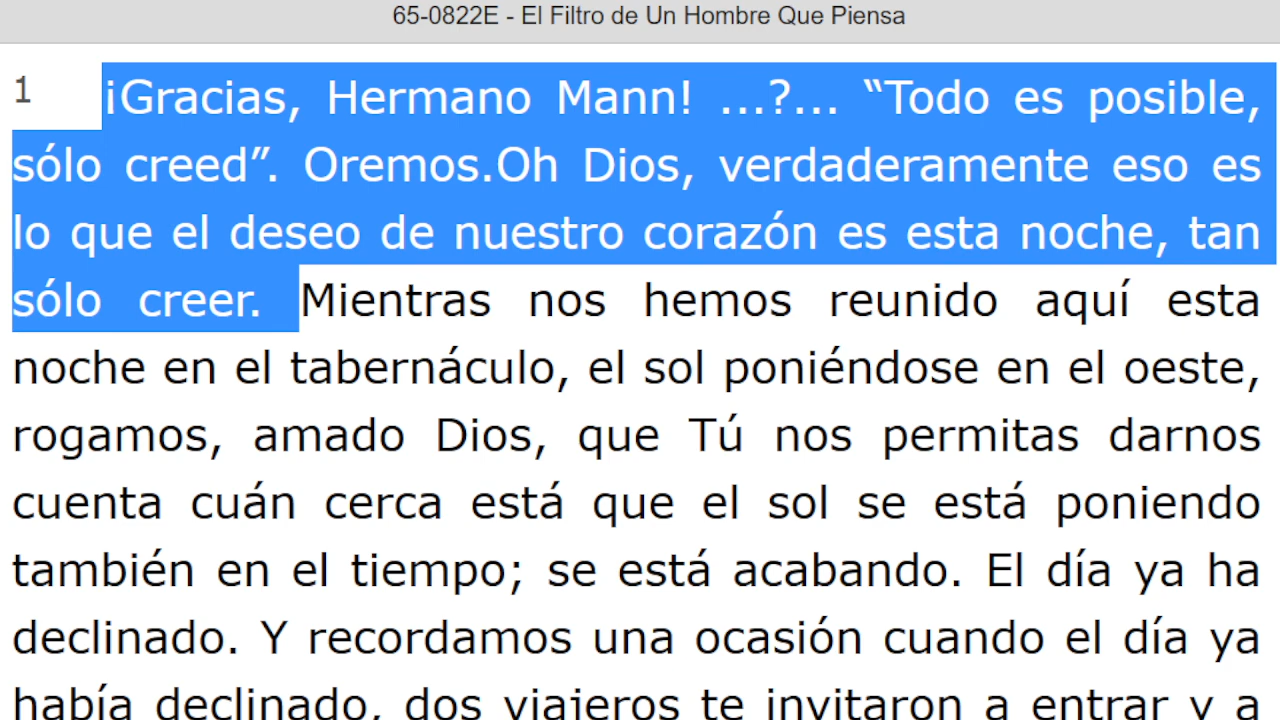 65-0822E - El Filtro de Un Hombre Que Piensa
1 ¡Gracias, Hermano Mann! ...?... “Todo es posible,
sólo creed”. Oremos.Oh Dios, verdaderamente eso es
lo que el deseo de nuestro corazón es esta noche, tan
sólo creer. Mientras nos hemos reunido aquí esta
noche en el tabernáculo, el sol poniéndose en el oeste,
rogamos, amado Dios, que Tú nos permitas darnos
cuenta cuán cerca está que el sol se está poniendo
también en el tiempo; se está acabando. El día ya ha
declinado. Y recordamos una ocasión cuando el día ya
había declinado, dos viajeros te invitaron a entrar y a